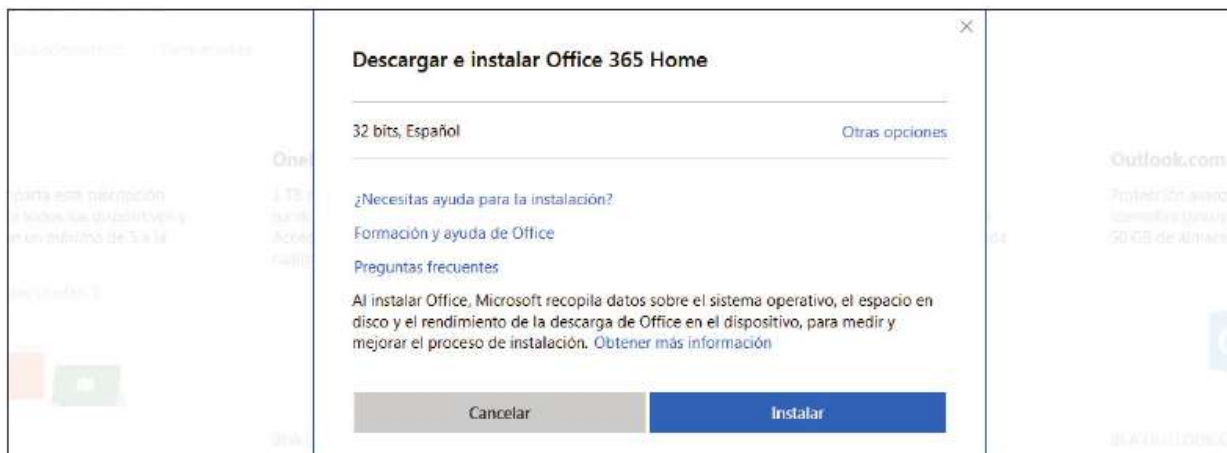 Descargar e instalar Office 365 Home
32 bits, Español
Otras opciones
¿Necesitas ayuda para la instalación?
Formación y ayuda de Office
Preguntas frecuentes
Al instalar Office, Microsoft recopila datos sobre el sistema operativo, el espacio en
disco y el rendimiento de la descarga de Office en el dispositivo, para medir y
mejorar el proceso de instalación. Obtener más información
Cancelar
Instalar
Outlook.com